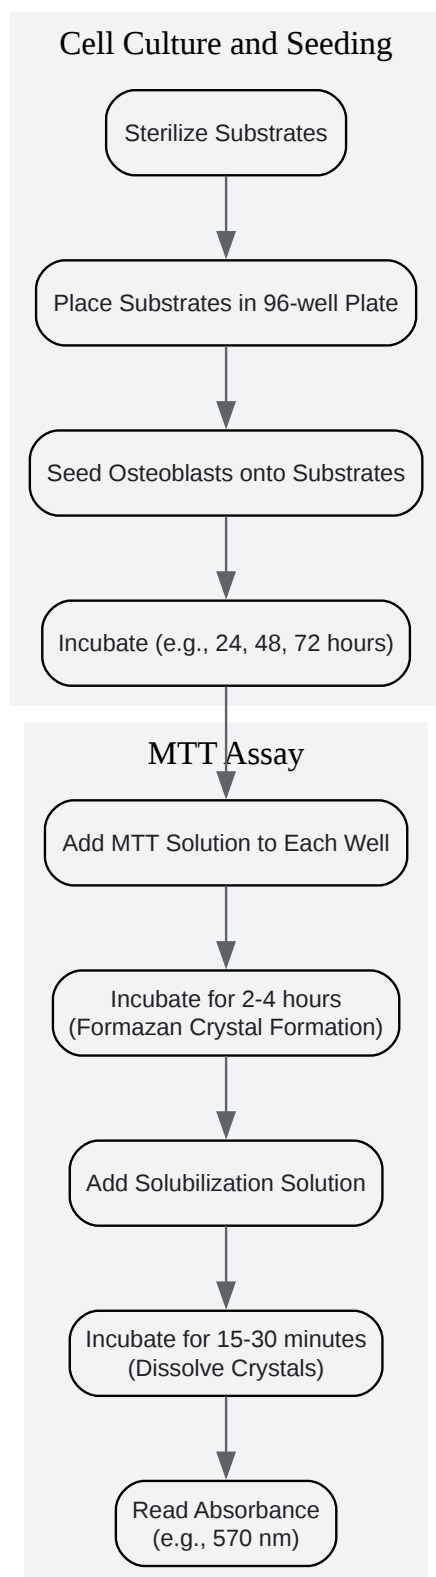 Cell Culture and Seeding
Sterilize Substrates
Place Substrates in 96-well Plate
Seed Osteoblasts onto Substrates
Incubate (e.g., 24, 48, 72 hours)
MTT Assay
Add MTT Solution to Each Well
Incubate for 2-4 hours
(Formazan Crystal Formation)
Add Solubilization Solution
Incubate for 15-30 minutes
(Dissolve Crystals)
Read Absorbance
(e.g., 570 nm)